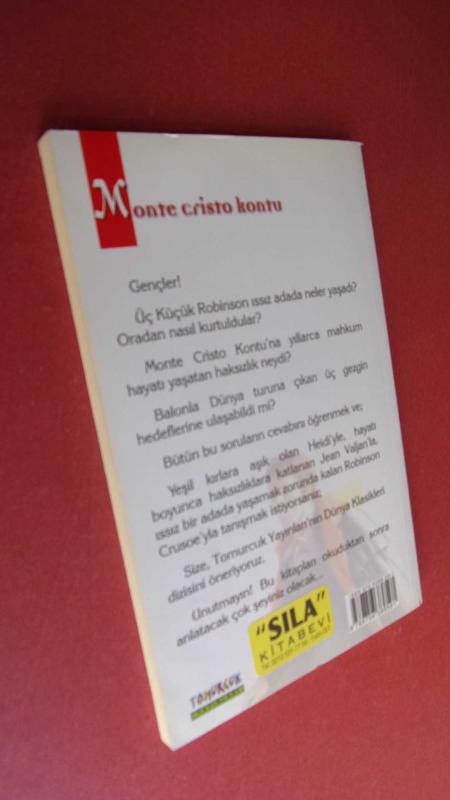 Monte cristo kontu
Gençler!
Üç Küçük Robinson ıssız adada neler yaşadı?
Oradan nasıl kurtuldular?
Monte Cristo Kontu'na yıllarca mahkum
hayatı yaşatan haksızlık neydi?
Balonla Dünya turuna çıkan üç gezgin
hedeflerine ulaşabildi mi?
Bütün bu soruların cevabını öğrenmek ve;
Yeşil kırlara aşık olan Heidi'yle, hayatı
boyunca haksızlıklara katlanan Jean Valjan'la,
ıssız bir adada yaşamak zorunda kalan Robinson
Crusoe'yla tanışmak istiyorsanız;
Size, Tomurcuk Yayınları'nın Dünya Klasikleri
dizisini öneriyoruz.
Unutmayın! Bu kitapları okuduktan sonra
anlatacak çok şeyiniz olacak...
"SILA"
KİTABEVİ
TOMURCUK